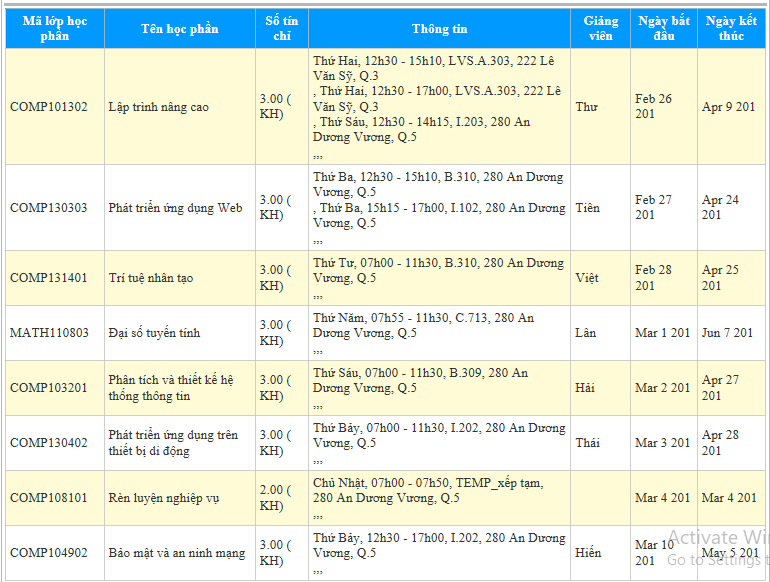 Mã lớp học phần
Tên học phần
Số tín chỉ
Thông tin
Giảng viên
Ngày bắt đầu
Ngày kết thúc
COMP101302
Lập trình nâng cao
3.00 (
KH)
Thứ Hai, 12h30 - 15h10, LVS.A.303, 222 Lê
Văn Sỹ, Q.3
, Thứ Hai, 12h30 - 17h00, LVS.A.303, 222 Lê
Văn Sỹ, Q.3
, Thứ Sáu, 12h30 - 14h15, I.203, 280 An
Dương Vương, Q.5
,,,
Thư
Feb 26
201
Apr 9 201
COMP130303
Phát triển ứng dụng Web
3.00 (
KH)
Thứ Ba, 12h30 - 15h10, B.310, 280 An Dương
Vương, Q.5
, Thứ Ba, 15h15 - 17h00, I.102, 280 An Dương
Vương, Q.5
,,,
Tiên
Feb 27
201
Apr 24
201
COMP131401
Trí tuệ nhân tạo
3.00 (
KH)
Thứ Tư, 07h00 - 11h30, B.310, 280 An Dương
Vương, Q.5
,,,
Việt
Feb 28
201
Apr 25
201
MATH110803
Đại số tuyến tính
3.00 (
KH)
Thứ Năm, 07h55 - 11h30, C.713, 280 An
Dương Vương, Q.5
,,,
Lân
Mar 1 201
Jun 7 201
COMP103201
Phân tích và thiết kế hệ
thống thông tin
3.00 (
KH)
Thứ Sáu, 07h00 - 11h30, B.309, 280 An
Dương Vương, Q.5
,,,
Hải
Mar 2 201
Apr 27
201
COMP130402
Phát triển ứng dụng trên
thiết bị di động
3.00 (
KH)
Thứ Bảy, 07h00 - 11h30, I.202, 280 An Dương
Vương, Q.5
,,,
Thái
Mar 3 201
Apr 28
201
COMP108101
Rèn luyện nghiệp vụ
2.00 (
KH)
Chủ Nhật, 07h00 - 07h50, TEMP_xếp tạm,
280 An Dương Vương, Q.5
,,,
Mar 4 201
Mar 4 201
COMP104902
Bảo mật và an ninh mạng
3.00 (
KH)
Thứ Bảy, 12h30 - 17h00, I.202, 280 An Dương
Vương, Q.5
,,,
Hiển
Mar 10
201
May 5 201
Activate Win
Go to Settings t